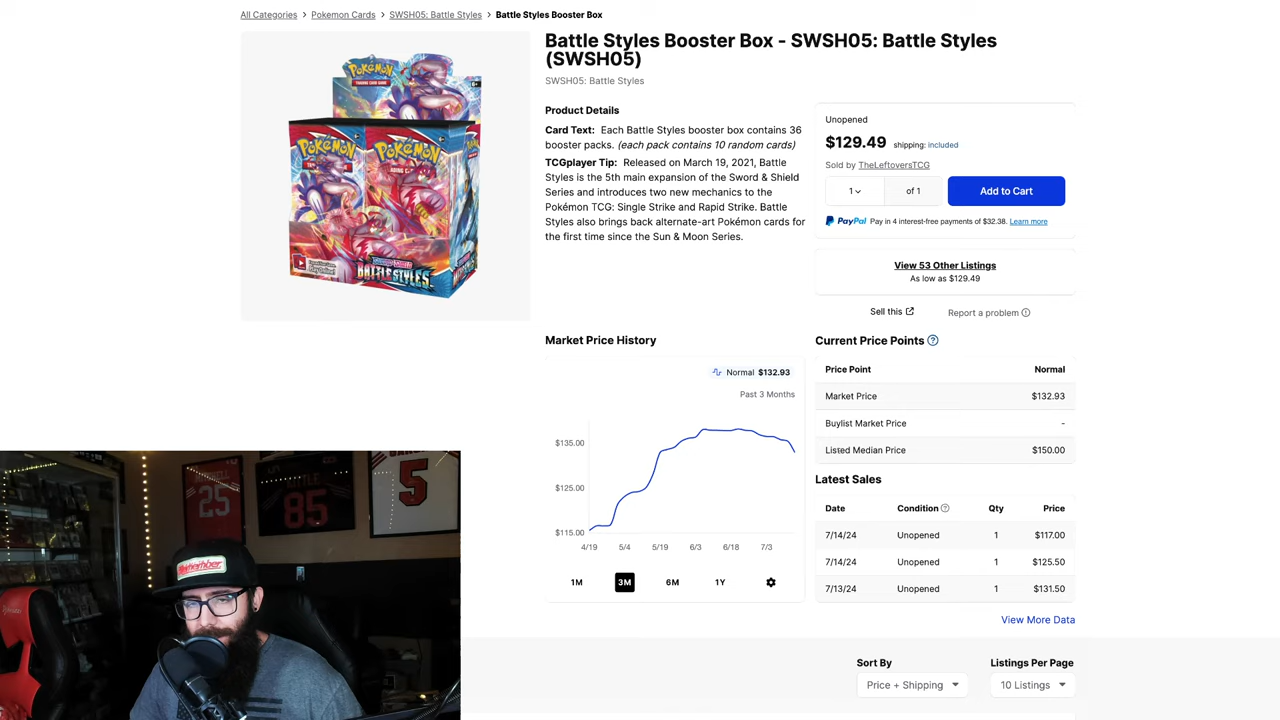 All Categories > Pokemon Cards > SWSH05: Battle Styles > Battle Styles Booster Box
Battle Styles Booster Box - SWSH05: Battle Styles
(SWSH05)
SWSH05: Battle Styles
POKÉMON
POKÉMON
POKÉMON
BATTLE STYLES
Product Details
Card Text: Each Battle Styles booster box contains 36
booster packs. (each pack contains 10 random cards)
TCGplayer Tip: Released on March 19, 2021, Battle
Styles is the 5th main expansion of the Sword & Shield
Series and introduces two new mechanics to the
Pokémon TCG: Single Strike and Rapid Strike. Battle
Styles also brings back alternate-art Pokémon cards for
the first time since the Sun & Moon Series.
Unopened
$129.49 shipping: included
Sold by TheLeftoversTCG
1 of 1 Add to Cart
PayPal Pay in 4 interest-free payments of $32.38. Learn more
View 53 Other Listings
As low as $129.49
Sell this Report a problem
Market Price History
Normal $132.93
Past 3 Months
$135.00
$125.00
$115.00
4/19 5/4 5/19 6/3 6/18 7/3
1M 3M 6M 1Y
Current Price Points
Price Point Normal
Market Price $132.93
Buylist Market Price -
Listed Median Price $150.00
Latest Sales
Date Condition Qty Price
7/14/24 Unopened 1 $117.00
7/14/24 Unopened 1 $125.50
7/13/24 Unopened 1 $131.50
View More Data
Sort By Listings Per Page
Price + Shipping 10 Listings
25
85
5